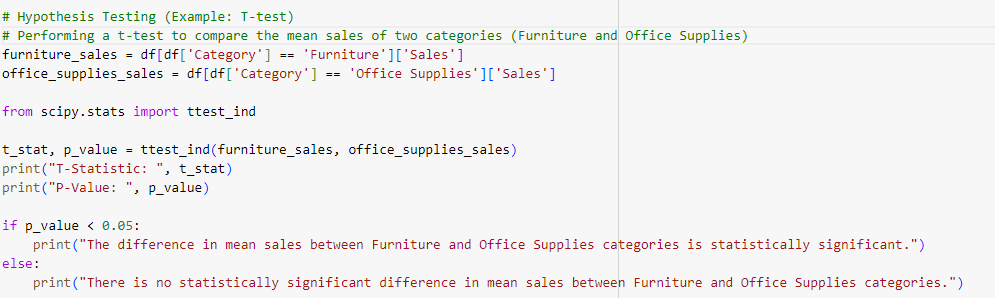 # Hypothesis Testing (Example: T-test)
# Performing a t-test to compare the mean sales of two categories (Furniture and Office Supplies)
furniture_sales = df[df['Category'] == 'Furniture']['Sales']
office_supplies_sales = df[df['Category'] == 'Office Supplies']['Sales']
from scipy.stats import ttest_ind
t_stat, p_value = ttest_ind(furniture_sales, office_supplies_sales)
print("T-Statistic: ", t_stat)
print("P-Value: ", p_value)
if p_value < 0.05:
    print("The difference in mean sales between Furniture and Office Supplies categories is statistically significant.")
else:
    print("There is no statistically significant difference in mean sales between Furniture and Office Supplies categories.")